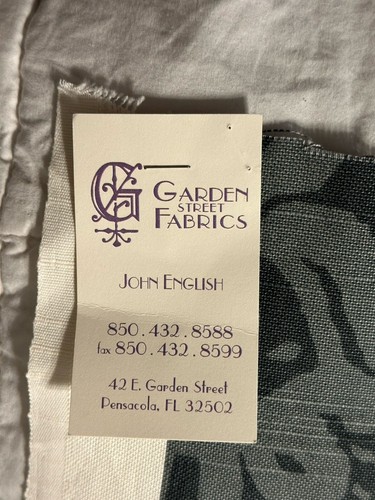 G
GARDEN
STREET
FABRICS
JOHN ENGLISH
850.432.8588
fax 850.432.8599
42 E. Garden Street
Pensacola, FL 32502